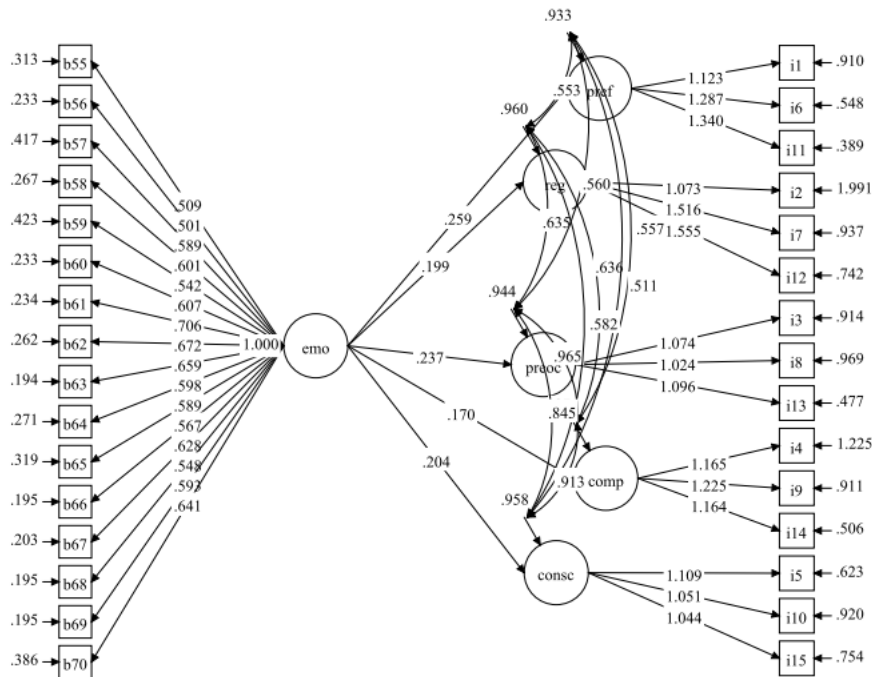 .933
.313 b55
.553 pref
1.123 i1 .910
.233 b56
.960
1.287 i6 .548
.417 b57
1.340 i11 .389
.267 b58
reg .560
1.073 i2 1.991
.509
.423 b59
.501
.259
.635
1.516 i7 .937
.589
.557 1.555
.233 b60
.601
.199
.636
i12 .742
.542
.234 b61
.607
.944
.511
i3 .914
.706
.582
1.074
.262 b62
.672 1.000 emo
.237
preoc .965
1.024 i8 .969
.194 b63
.659
1.096 i13 .477
.598
.271 b64
.589
.170
.845
i4 1.225
.567
.319 b65
.628
.204
1.165
.548
.913 comp
1.225 i9 .911
.195 b66
.593
.958
1.164
.641
i14 .506
.203 b67
consc
1.109 i5 .623
.195 b68
1.051
i10 .920
.195 b69
1.044
i15 .754
.386 b70